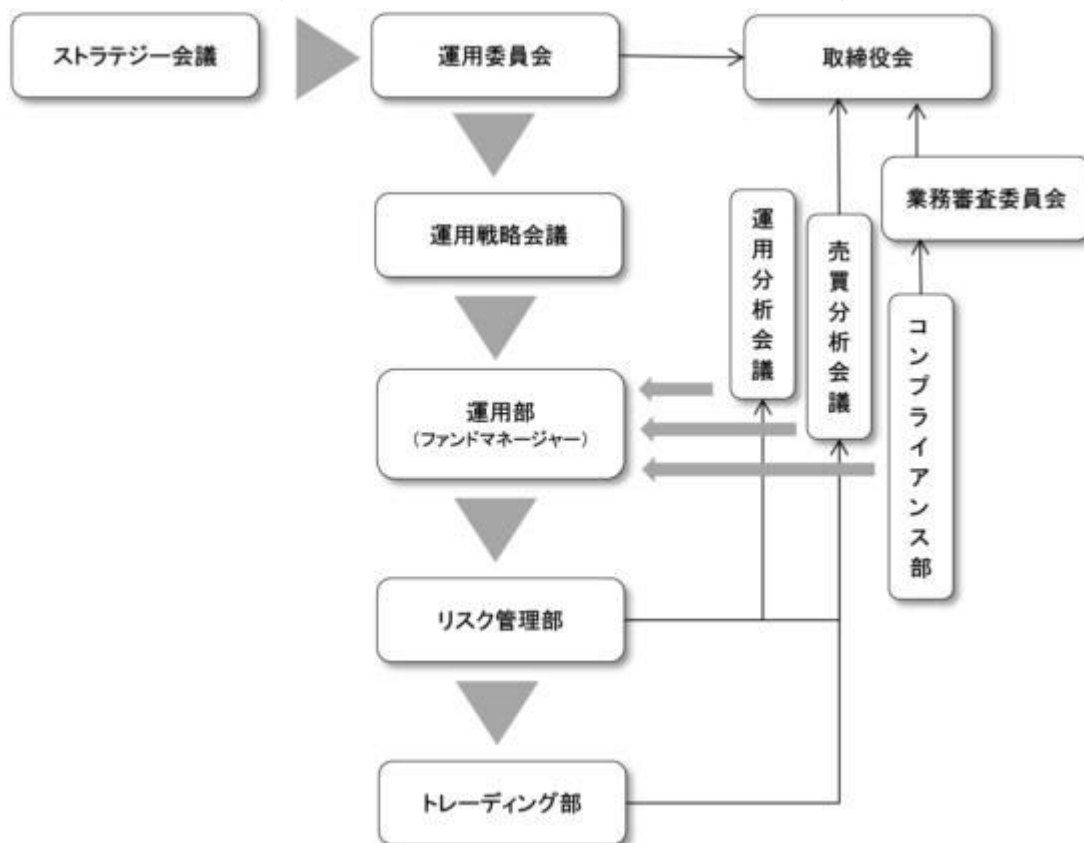 ストラテジー会議
運用委員会
取締役会
業務審査委員会
運用戦略会議
運用分析会議
売買分析会議
コンプライアンス部
運用部
(ファンドマネージャー)
リスク管理部
トレーディング部